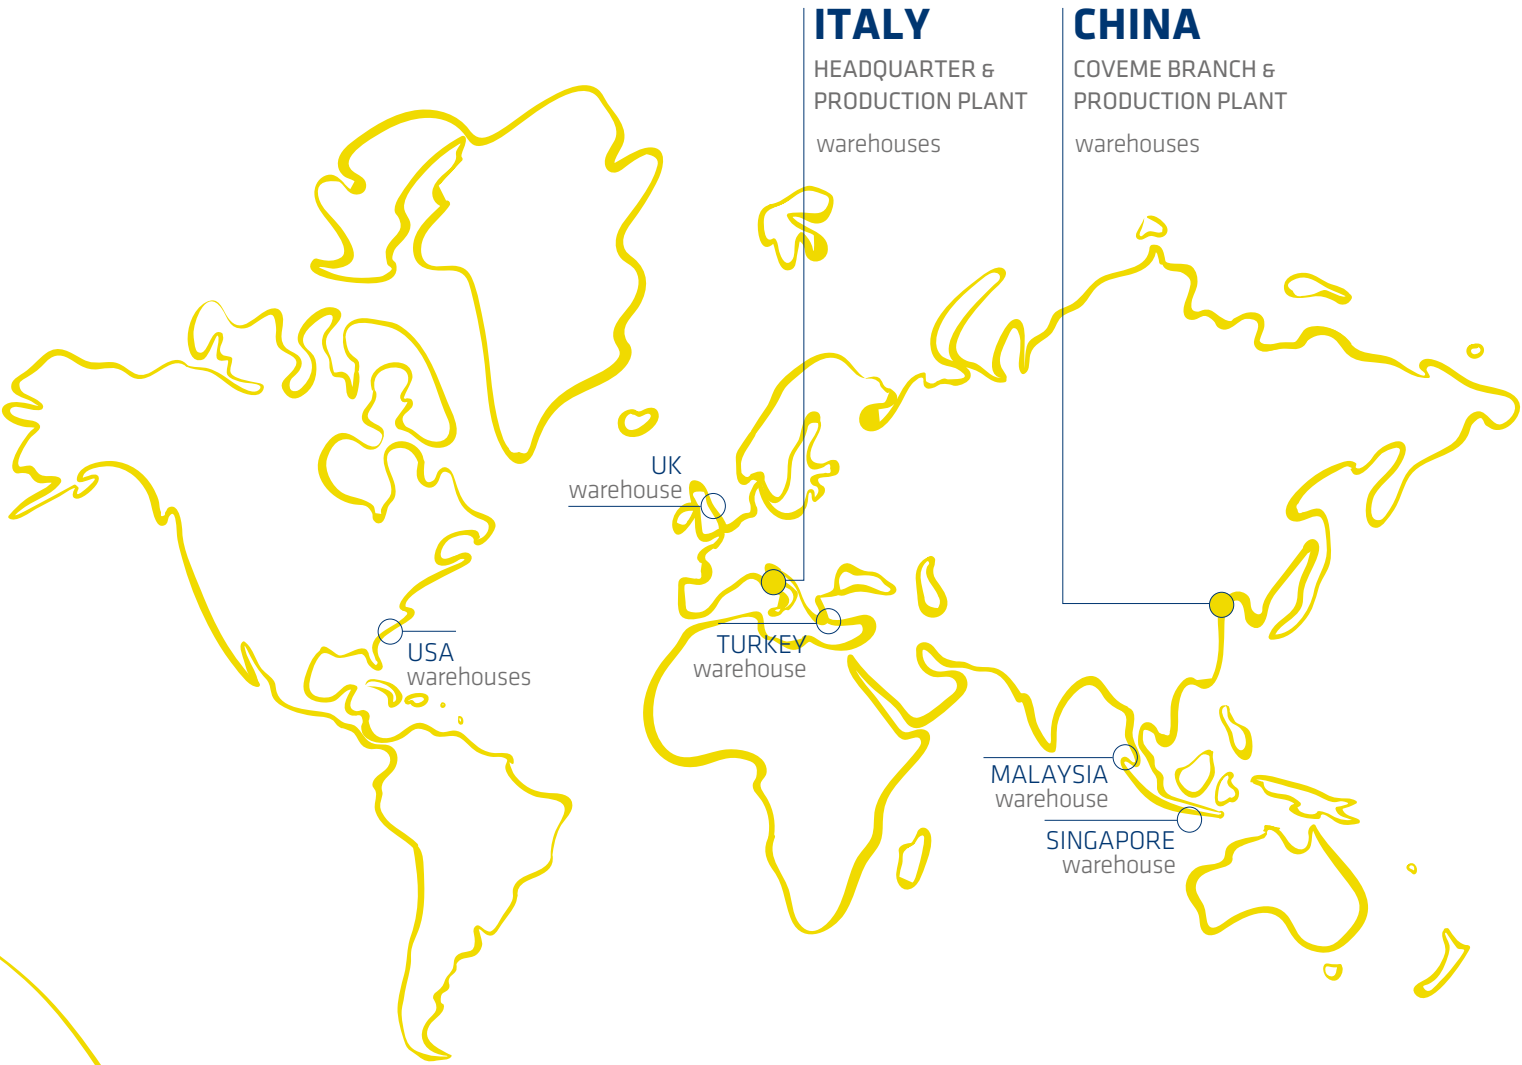 ITALY
HEADQUARTER &
PRODUCTION PLANT
warehouses
CHINA
COVEME BRANCH &
PRODUCTION PLANT
warehouses
UK
warehouse
USA
warehouses
TURKEY
warehouse
MALAYSIA
warehouse
SINGAPORE
warehouse